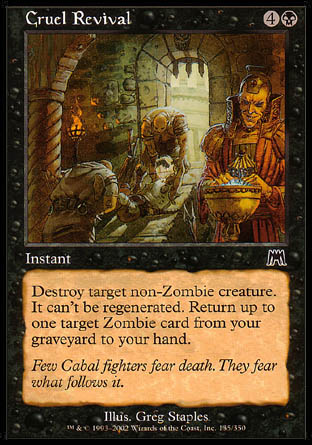 Cruel Revival 4
Instant
Destroy target non-Zombie creature.
It can't be regenerated. Return up to
one target Zombie card from your
graveyard to your hand.
Few Cabal fighters fear death. They fear
what follows it.
Illus. Greg Staples
™ & © 1993-2002 Wizards of the Coast, Inc. 135/350